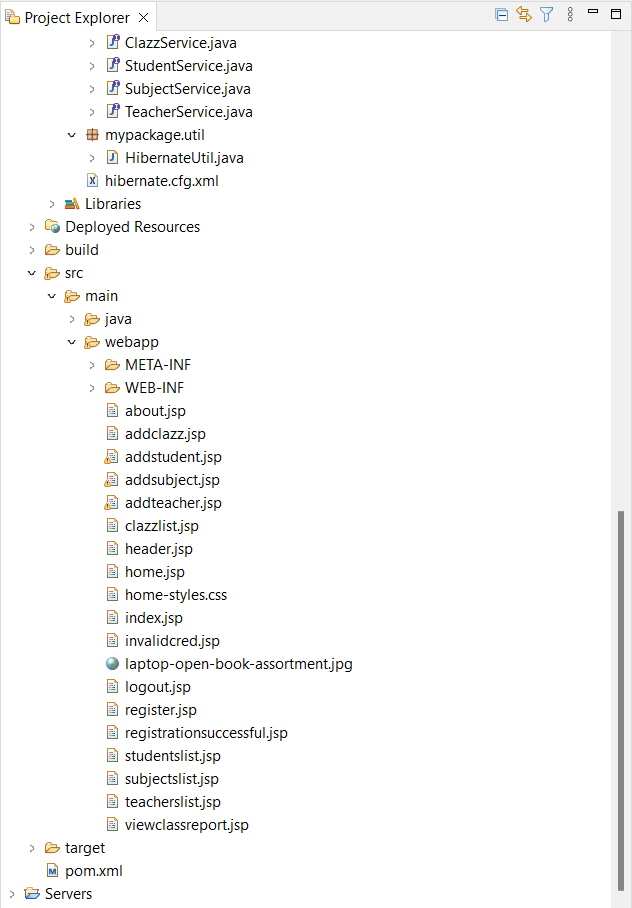 Project Explorer
ClazzService.java
StudentService.java
SubjectService.java
TeacherService.java
mypackage.util
HibernateUtil.java
hibernate.cfg.xml
Libraries
Deployed Resources
build
src
main
java
webapp
META-INF
WEB-INF
about.jsp
addclazz.jsp
addstudent.jsp
addsubject.jsp
addteacher.jsp
clazzlist.jsp
header.jsp
home.jsp
home-styles.css
index.jsp
invalidcred.jsp
laptop-open-book-assortment.jpg
logout.jsp
register.jsp
registrationsuccessful.jsp
studentslist.jsp
subjectslist.jsp
teacherslist.jsp
viewclassreport.jsp
target
pom.xml
Servers